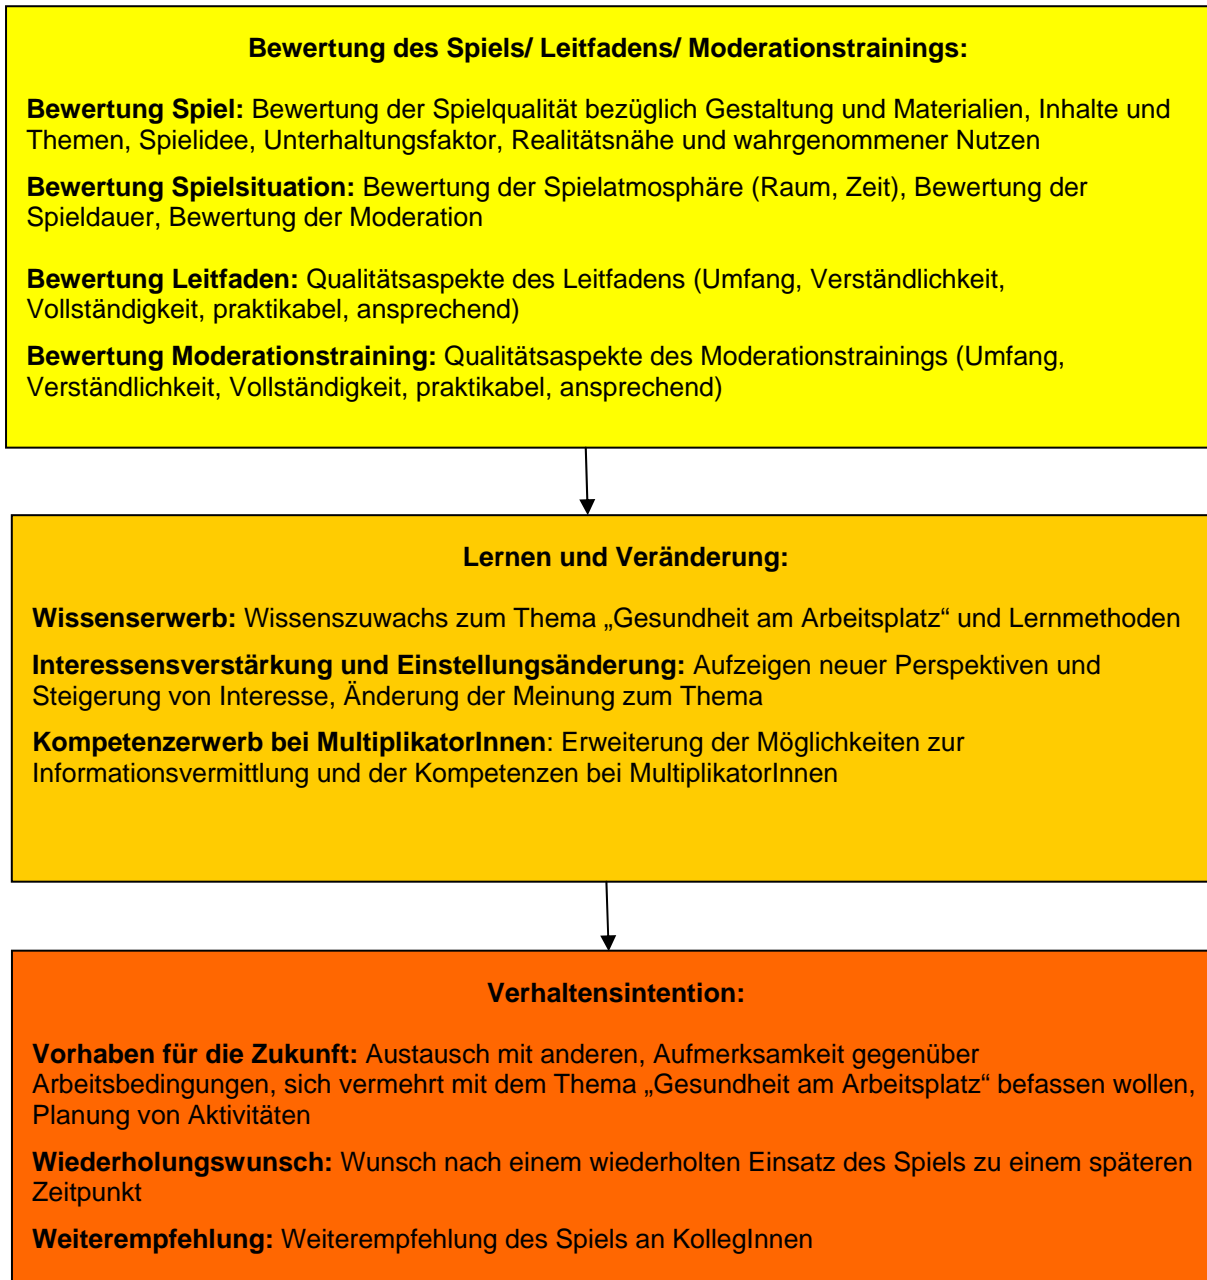 Bewertung des Spiels/ Leitfadens/ Moderationstrainings:
Bewertung Spiel: Bewertung der Spielqualität bezüglich Gestaltung und Materialien, Inhalte und
Themen, Spielidee, Unterhaltungsfaktor, Realitätsnähe und wahrgenommener Nutzen
Bewertung Spielsituation: Bewertung der Spielatmosphäre (Raum, Zeit), Bewertung der
Spieldauer, Bewertung der Moderation
Bewertung Leitfaden: Qualitätsaspekte des Leitfadens (Umfang, Verständlichkeit,
Vollständigkeit, praktikabel, ansprechend)
Bewertung Moderationstraining: Qualitätsaspekte des Moderationstrainings (Umfang,
Verständlichkeit, Vollständigkeit, praktikabel, ansprechend)
Lernen und Veränderung:
Wissenserwerb: Wissenszuwachs zum Thema „Gesundheit am Arbeitsplatz“ und Lernmethoden
Interessensverstärkung und Einstellungsänderung: Aufzeigen neuer Perspektiven und
Steigerung von Interesse, Änderung der Meinung zum Thema
Kompetenzerwerb bei MultiplikatorInnen: Erweiterung der Möglichkeiten zur
Informationsvermittlung und der Kompetenzen bei MultiplikatorInnen
Verhaltensintention:
Vorhaben für die Zukunft: Austausch mit anderen, Aufmerksamkeit gegenüber
Arbeitsbedingungen, sich vermehrt mit dem Thema „Gesundheit am Arbeitsplatz“ befassen wollen,
Planung von Aktivitäten
Wiederholungswunsch: Wunsch nach einem wiederholten Einsatz des Spiels zu einem späteren
Zeitpunkt
Weiterempfehlung: Weiterempfehlung des Spiels an KollegInnen